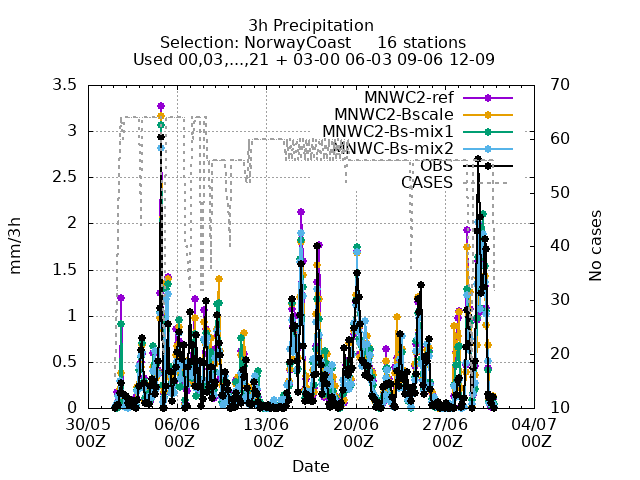 3h Precipitation
Selection: NorwayCoast 16 stations
Used 00,03,...,21 + 03-00 06-03 09-06 12-09
3.5
3
2.5
2
1.5
1
0.5
0
mm/3h
70
60
50
40
30
20
10
No cases
MNWC2-ref
MNWC2-Bscale
MNWC2-Bs-mix1
MNWC-Bs-mix2
OBS
CASES
30/05 06/06 13/06 20/06 27/06 04/07
00Z 00Z 00Z 00Z 00Z 00Z
Date